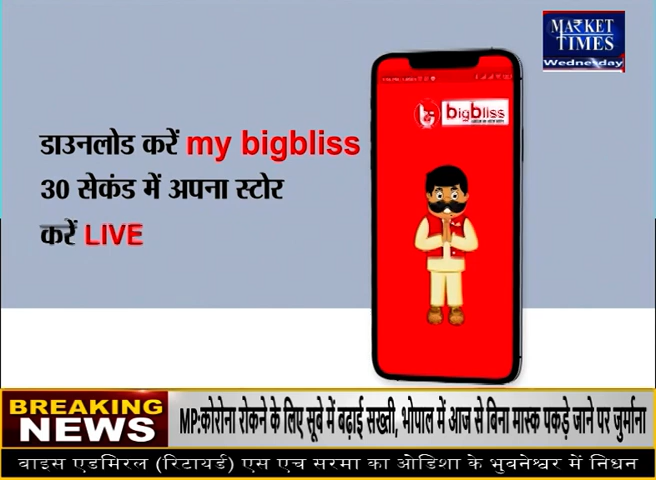 MARKET
TIMES
Wednesday
bigbliss
डाउनलोड करें my bigbliss
30 सेकंड में अपना स्टोर
करें LIVE
BREAKING
NEWS
MP:कोरोना रोकने के लिए सूबे में बढ़ाई सख्ती, भोपाल में आज से बिना मास्क पकड़े जाने पर जुर्माना
वाइस एडमिरल (रिटायर्ड) एस एच सरमा का ओडिशा के भुवनेश्वर में निधन